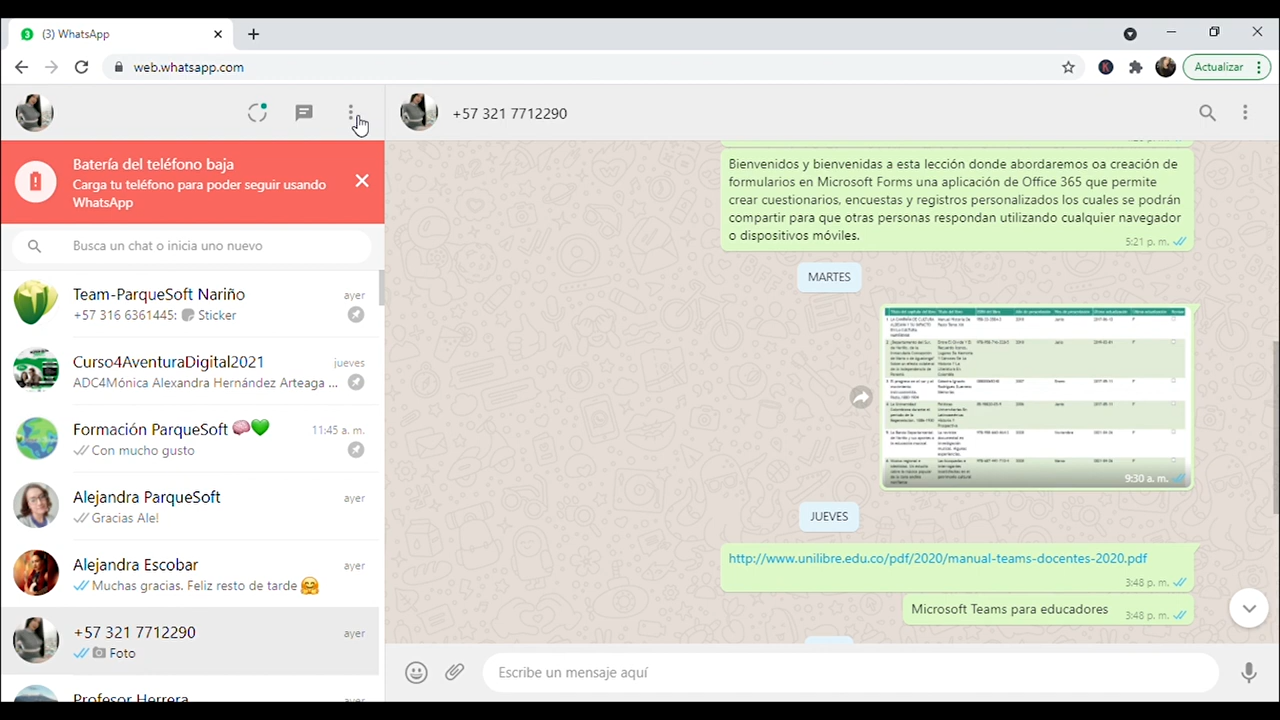 3 (3) WhatsApp
web.whatsapp.com
K
Actualizar
Batería del teléfono baja
Carga tu teléfono para poder seguir usando
WhatsApp
Busca un chat o inicia uno nuevo
Team-ParqueSoft Nariño ayer
+57 316 6361445: Sticker
Curso4AventuraDigital2121 jueves
ADC4Mónica Alexandra Hernandez Arteaga ...
Formación ParqueSoft 11:45 a. m.
Con mucho gusto
Alejandra ParqueSoft ayer
Gracias Ale!
Alejandra Escobar ayer
Muchas gracias. Feliz resto de tarde 🤗
+57 321 7712290 ayer
Foto
Profesor Herrera ayer
+57 321 7712290
Bienvenidos y bienvenidas a esta lección donde abordaremos oa creación de
formularios en Microsoft Forms una aplicación de Office 365 que permite
crear cuestionarios, encuestas y registros personalizados los cuales se podrán
compartir para que otras personas respondan utilizando cualquier navegador
o dispositivos móviles.
5:21 p. m.
MARTES
9:30 a. m.
JUEVES
http://www.unilibre.edu.co/pdf/2020/manual-teams-docentes-2020.pdf
3:48 p. m.
Microsoft Teams para educadores 3:48 p. m.
Escribe un mensaje aquí